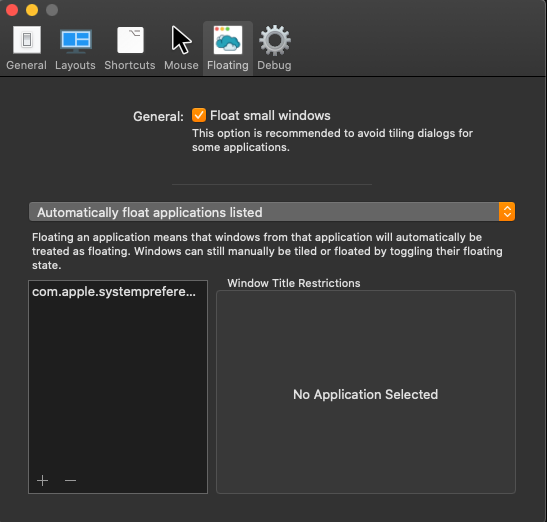 General Layouts Shortcuts Mouse Floating Debug
General: Float small windows
This option is recommended to avoid tiling dialogs for
some applications.
Automatically float applications listed
Floating an application means that windows from that application will automatically be
treated as floating. Windows can still manually be tiled or floated by toggling their floating
state.
Window Title Restrictions
com.apple.systemprefere...
No Application Selected